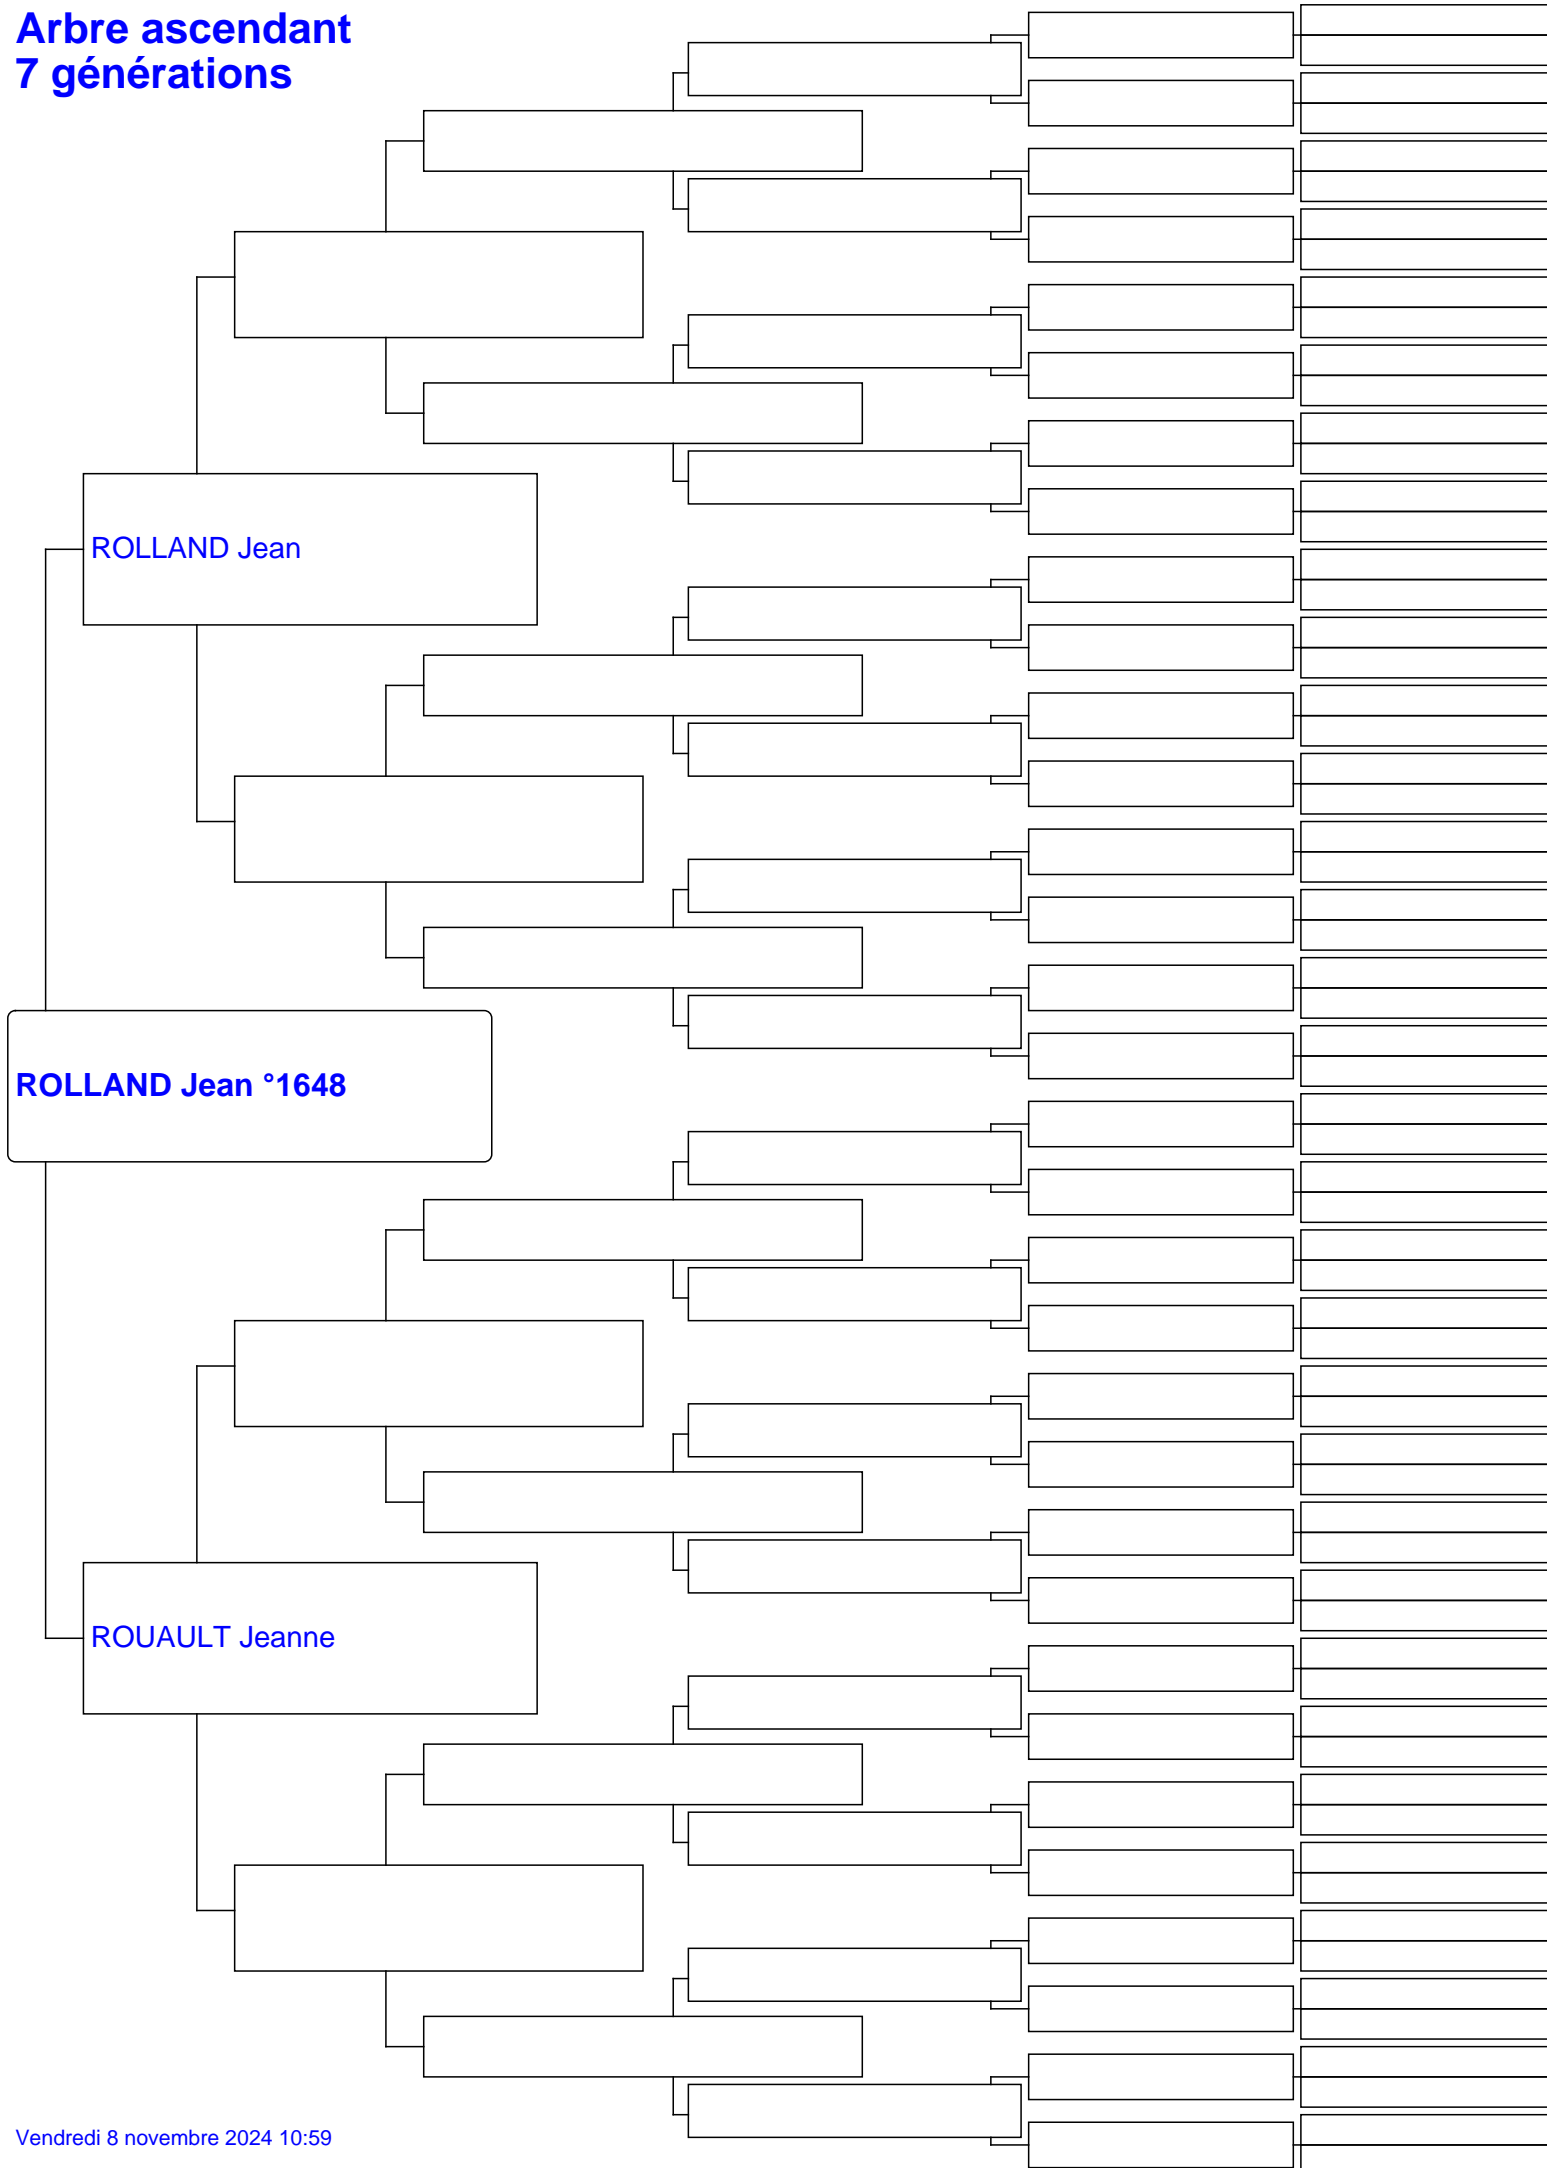 Arbre ascendant
7 générations
ROLLAND Jean
ROLLAND Jean °1648
ROUAULT Jeanne
Vendredi 8 novembre 2024 10:59